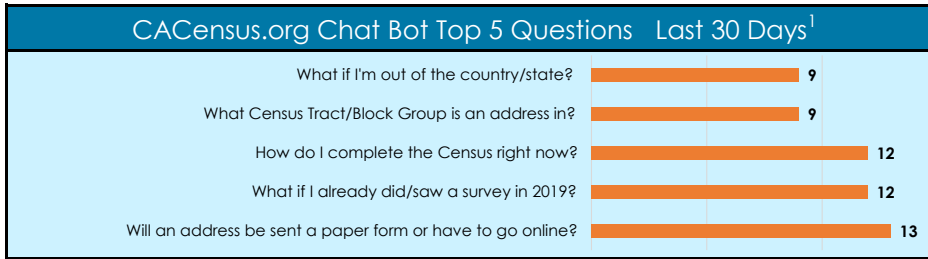 CACensus.org Chat Bot Top 5 Questions Last 30 Days¹
What if I'm out of the country/state? 9
What Census Tract/Block Group is an address in? 9
How do I complete the Census right now? 12
What if I already did/saw a survey in 2019? 12
Will an address be sent a paper form or have to go online? 13